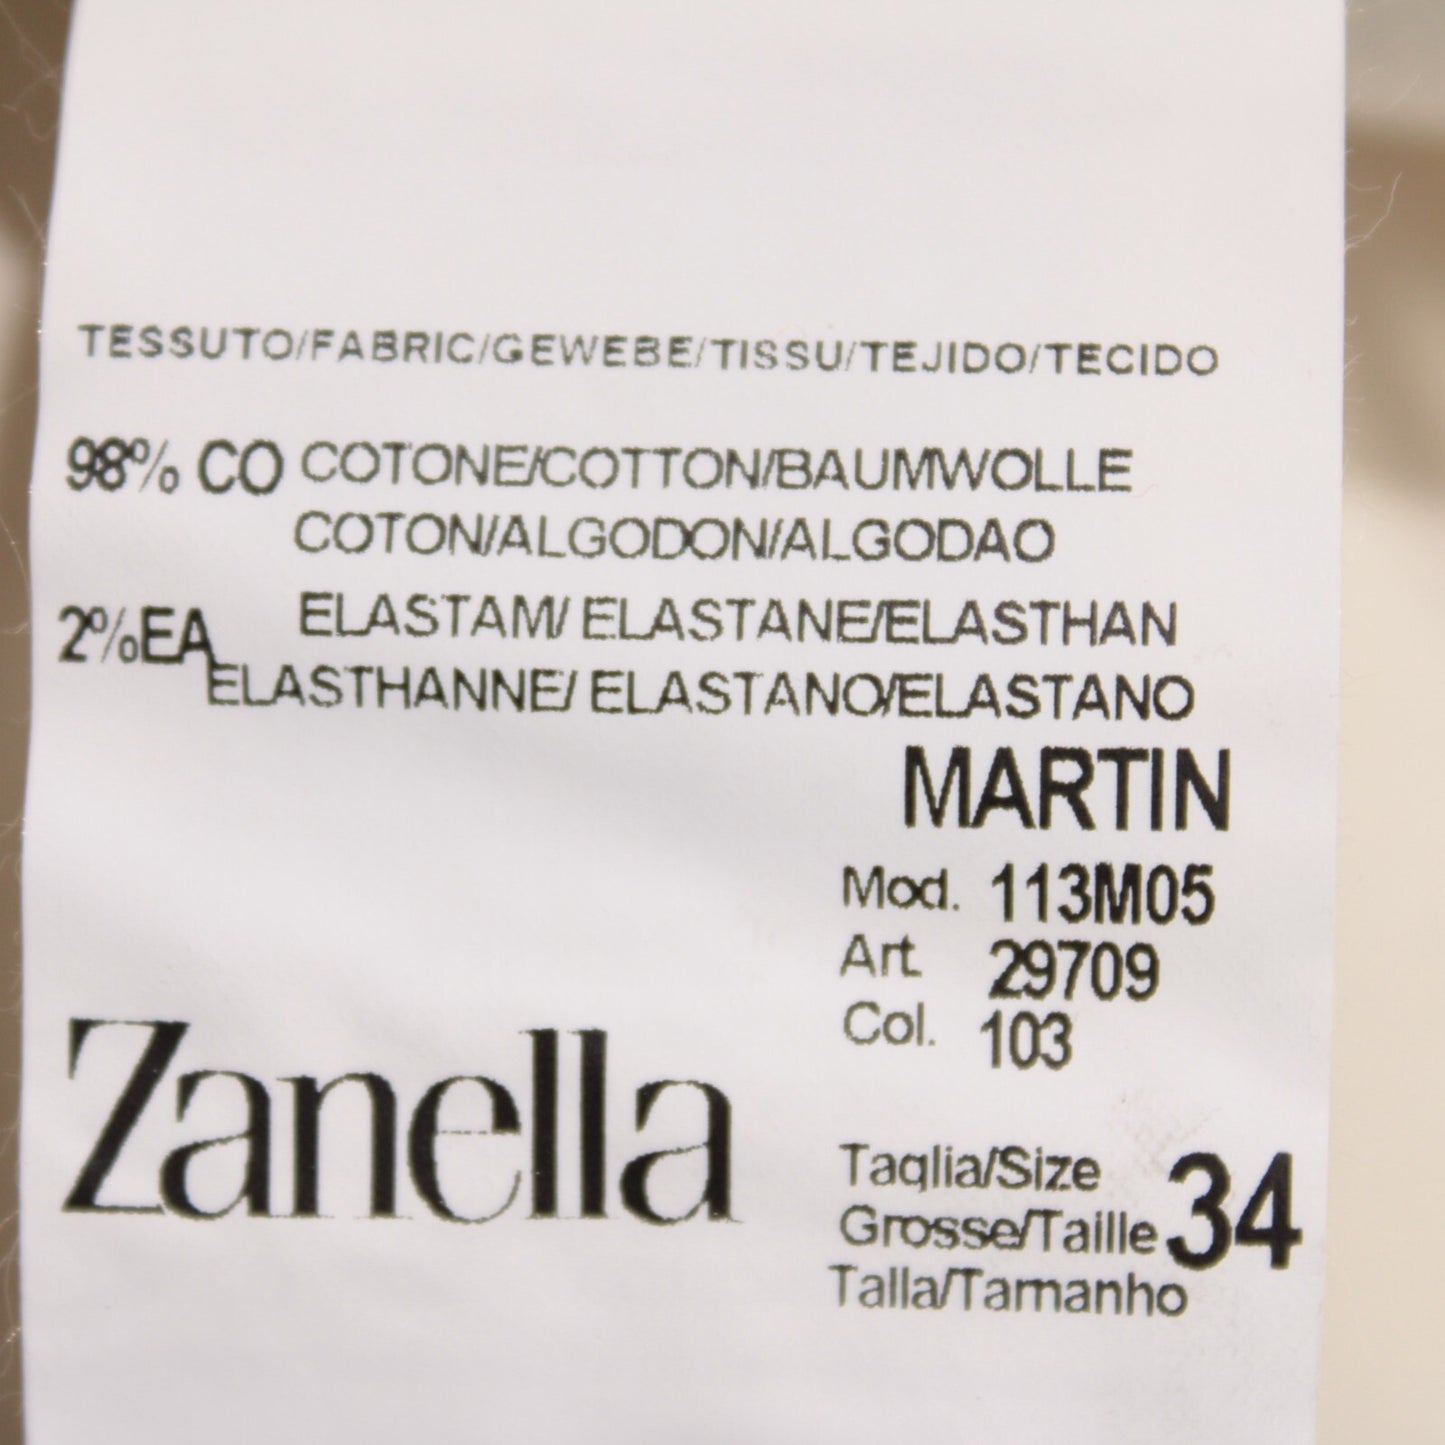 TESSUTO/FABRIC/GEWEBE/TISSU/TEJIDO/TECIDO
98% CO COTONE/COTTON/BAUMWOLLE
COTON/ALGODON/ALGODAO
2%EA ELASTAM/ ELASTANE/ELASTHAN
ELASTHANNE/ ELASTANO/ELASTANO
MARTIN
Mod. 113M05
Art. 29709
Col. 103
Zanella
Taglia/Size
Grosse/Taille 34
Talla/Tamanho